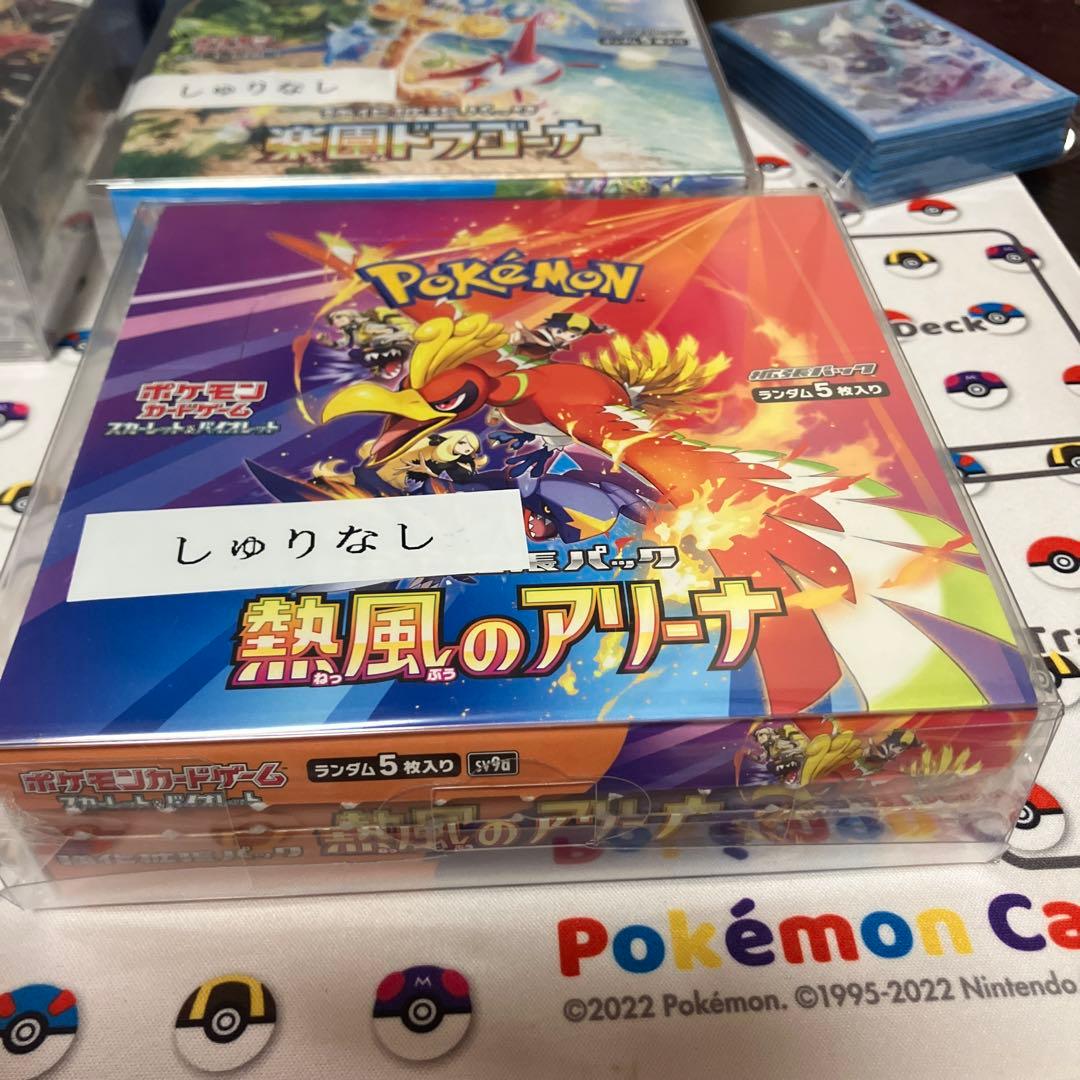 しゅりなし
楽園ドラゴーナ
POKÉMON
ポケモン
カードゲーム
スカーレット&バイオレット
拡張パック
ランダム5枚入り
しゅりなし
パック
熱風のアリーナ
ねっ ぷう
ポケモンカードゲーム
スカーレット&バイオレット
ランダム5枚入り
sv9a
熱風のアリーナ
Deck
Tra
Pokémon Ca
©2022 Pokémon. ©1995-2022 Nintendo